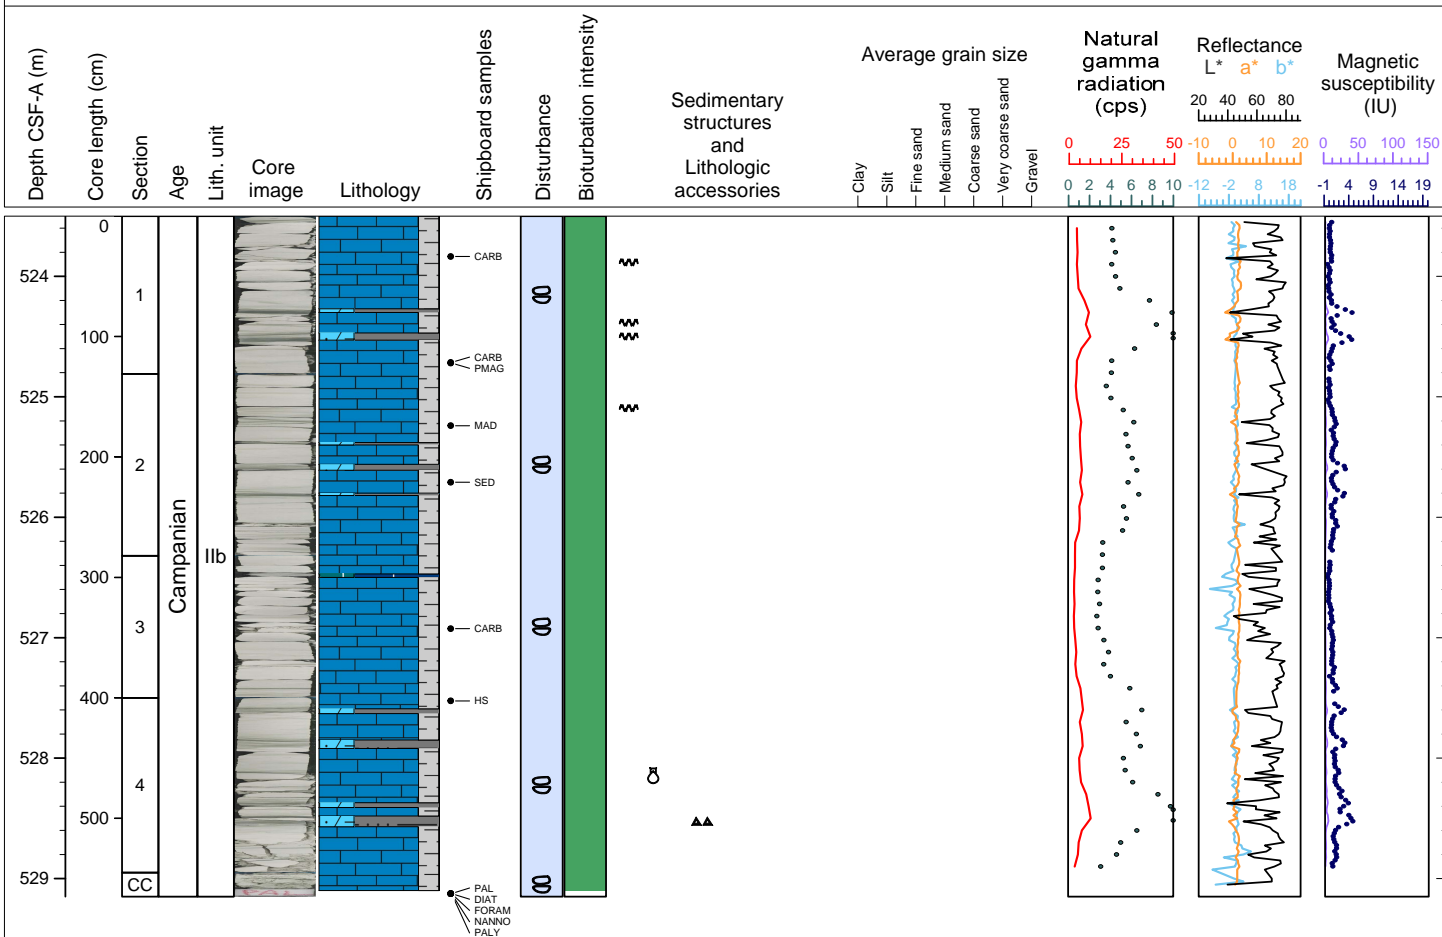 Depth CSF-A (m)
Core length (cm)
Section
Age
Lith. unit
Core
image
Lithology
Shipboard samples
Disturbance
Bioturbation intensity
Sedimentary
structures
and
Lithologic
accessories
Average grain size
Clay
Silt
Fine sand
Medium sand
Coarse sand
Very coarse sand
Gravel
Natural
gamma
radiation
(cps)
0 25 50
0 2 4 6 8 10
Reflectance
L* a* b*
20 40 60 80
-10 0 10 20
-12 -2 8 18
Magnetic
susceptibility
(IU)
0 50 100 150
-1 4 9 14 19
524
525
526
527
528
529
0
100
200
300
400
500
1
2
3
4
CC
Campanian
IIb
CARB
CARB
PMAG
MAD
SED
CARB
HS
PAL
DIAT
FORAM
NANNO
PALY
PAL